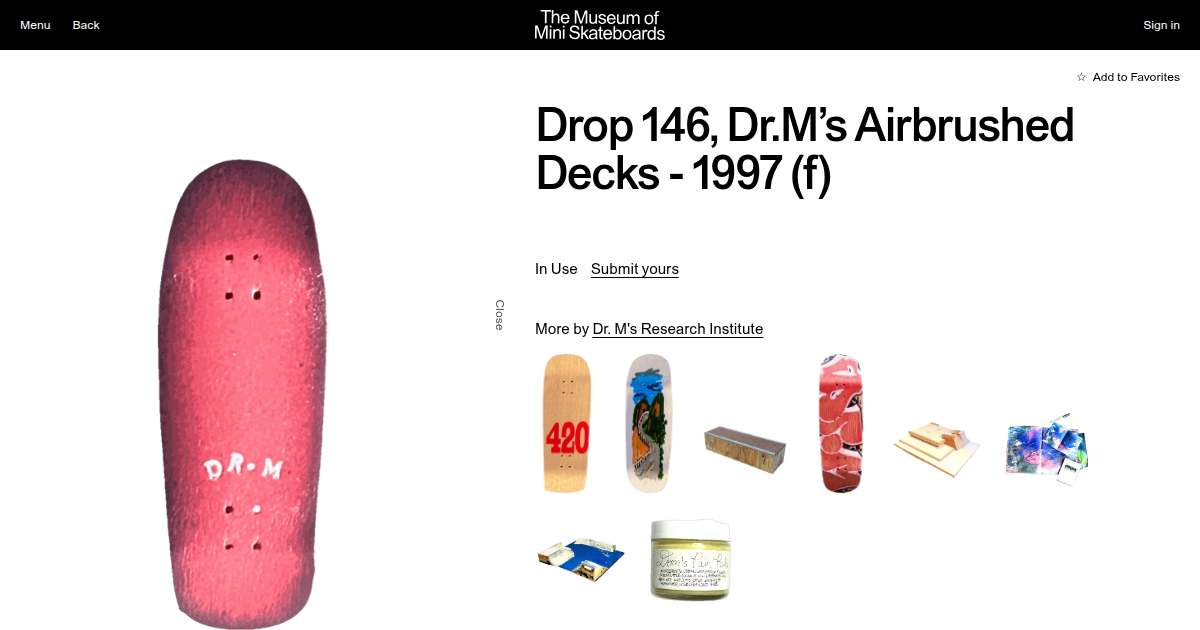 Menu
Back
The Museum of
Mini Skateboards
Sign in
☆ Add to Favorites
Drop 146, Dr.M’s Airbrushed
Decks - 1997 (f)
In Use
Submit yours
Close
More by Dr. M's Research Institute
DR•M
420